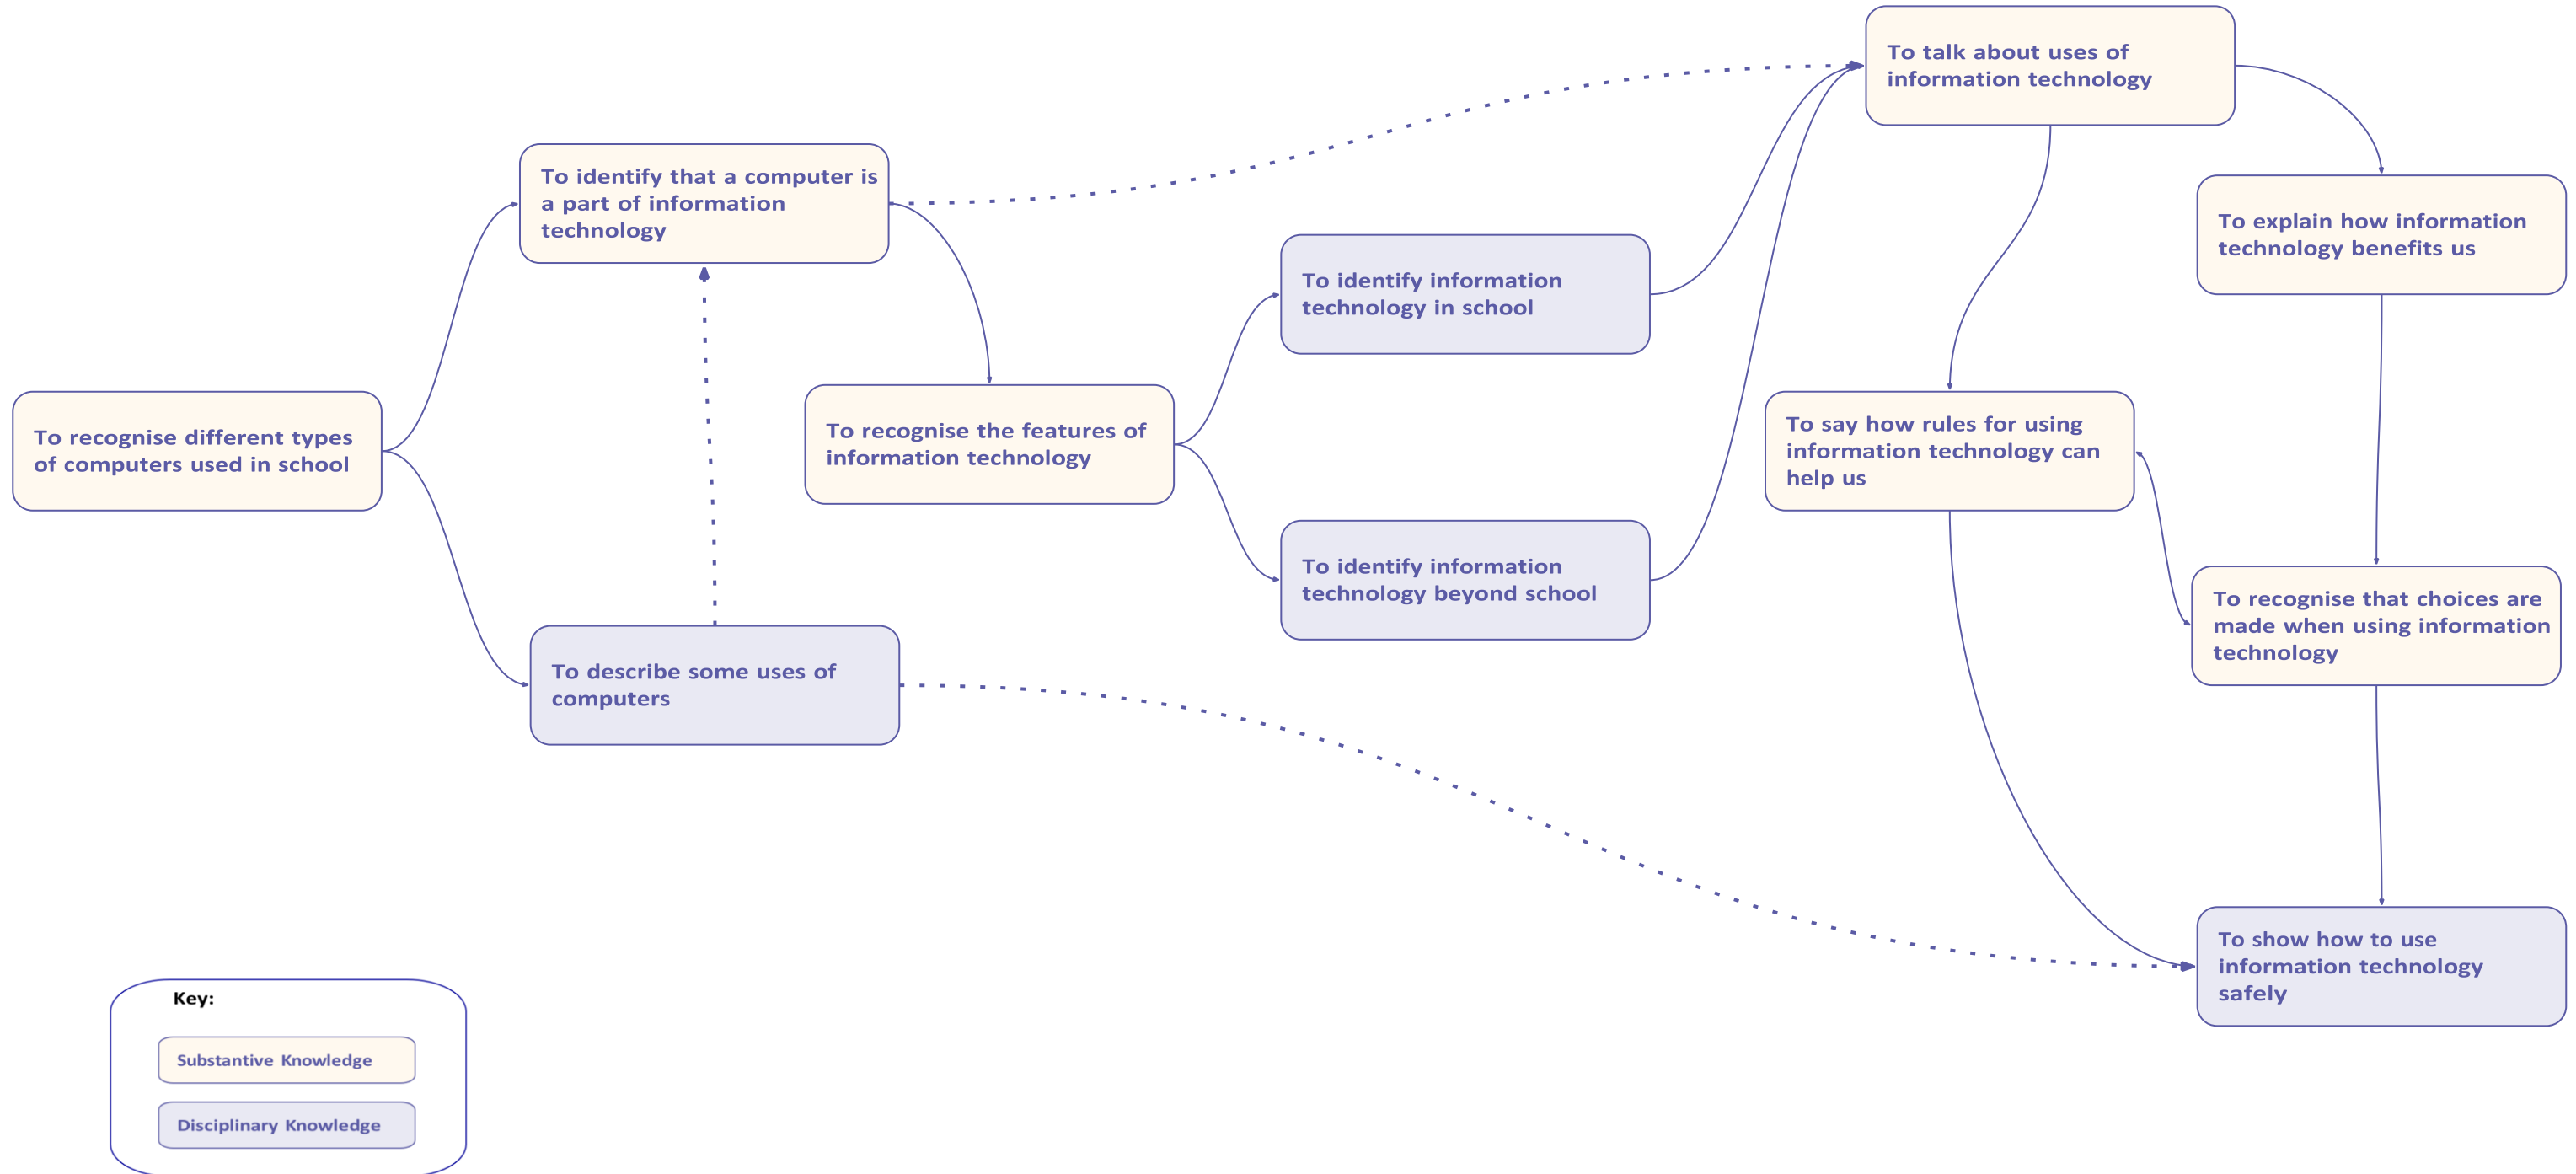 To recognise different types
of computers used in school
To identify that a computer is
a part of information
technology
To describe some uses of
computers
To recognise the features of
information technology
To identify information
technology in school
To identify information
technology beyond school
To talk about uses of
information technology
To explain how information
technology benefits us
To say how rules for using
information technology can
help us
To recognise that choices are
made when using information
technology
To show how to use
information technology
safely
Key:
Substantive Knowledge
Disciplinary Knowledge